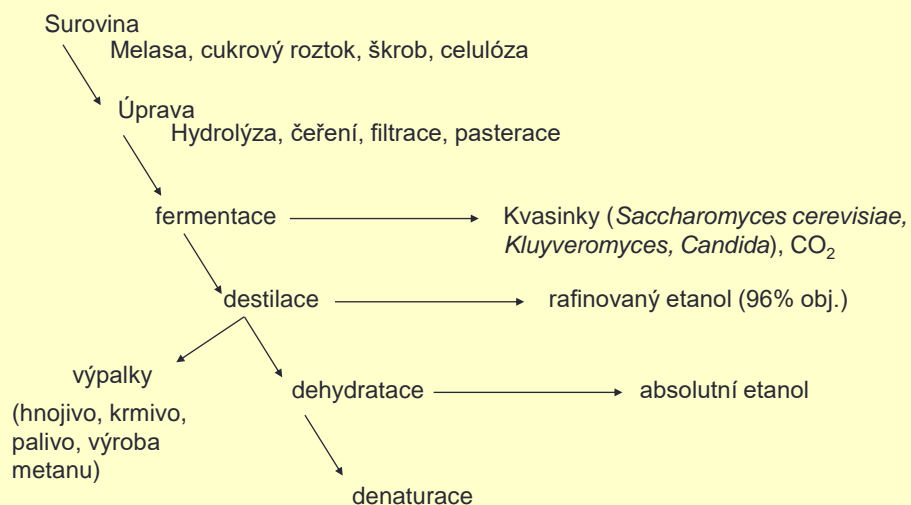 Surovina
Melasa, cukrový roztok, škrob, celulóza
Úprava
Hydrolýza, čeření, filtrace, pasterace
fermentace
Kvasinky (Saccharomyces cerevisiae,
Kluyveromyces, Candida), CO₂
destilace
rafinovaný etanol (96% obj.)
výpalky
(hnojivo, krmivo,
palivo, výroba
metanu)
dehydratace
absolutní etanol
denaturace